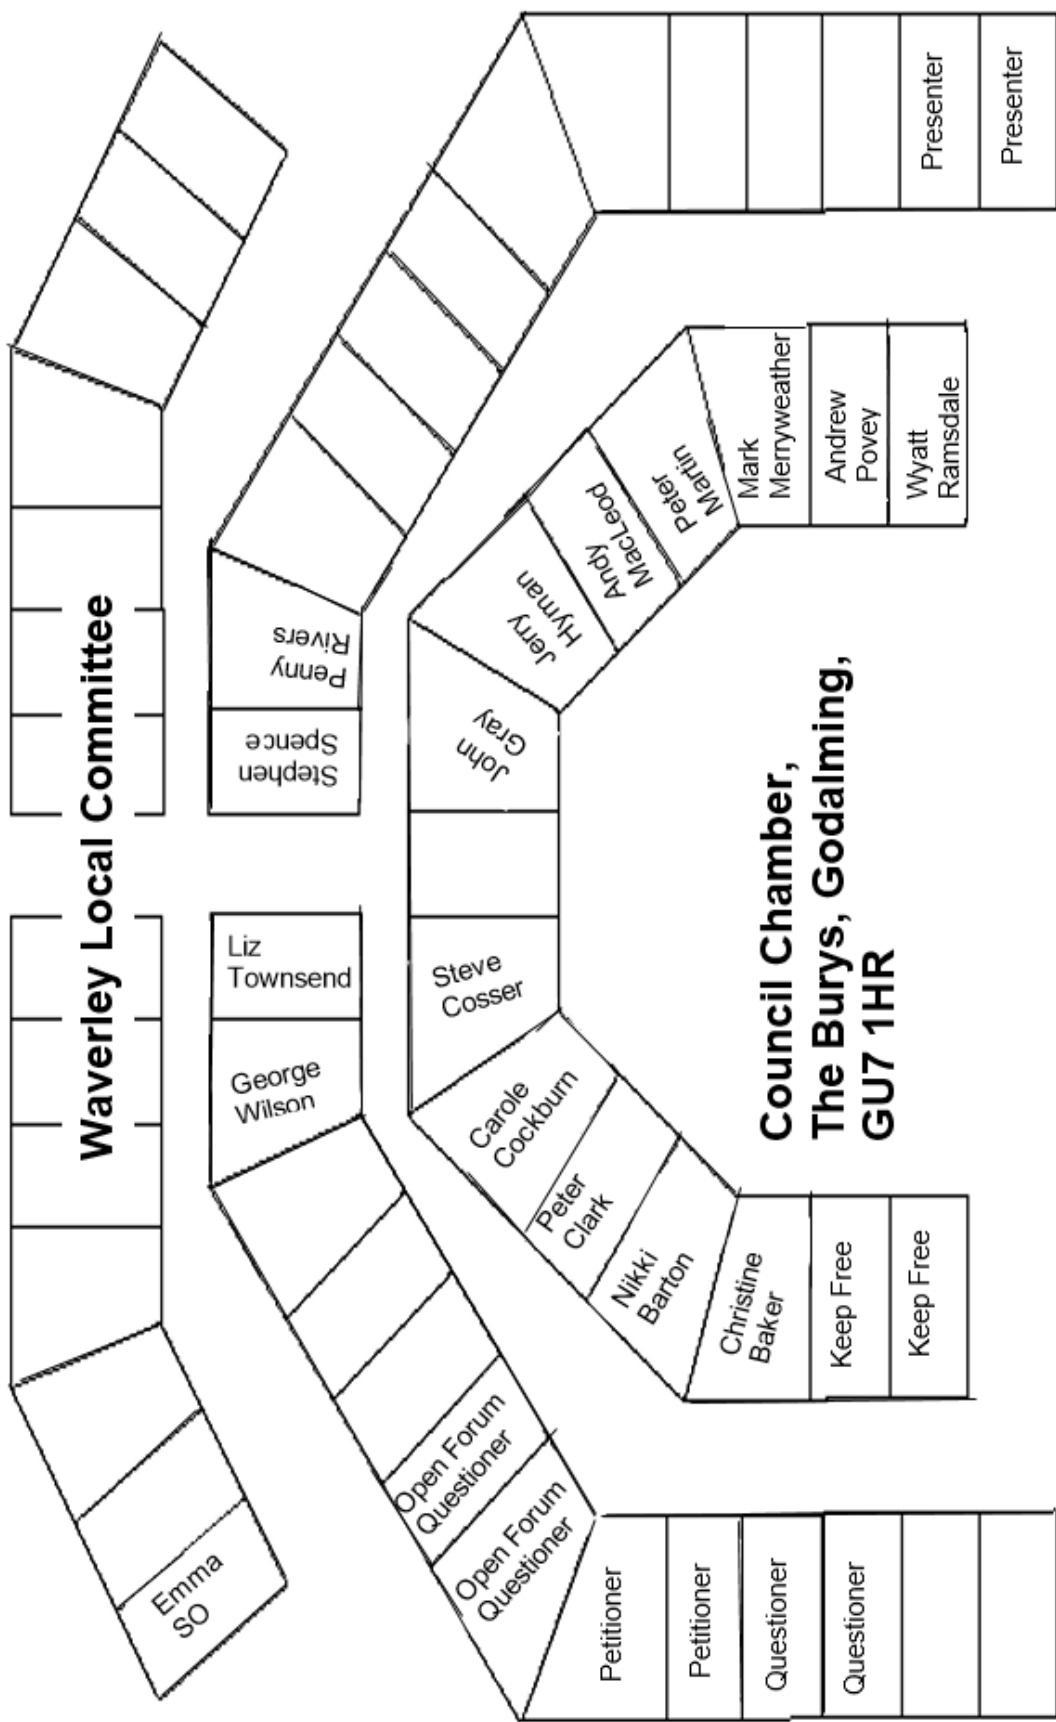 Waverley Local Committee
Emma
SO
Liz
Townsend
George
Wilson
Stephen
Spence
Penny
Rivers
Open Forum
Questioner
Open Forum
Questioner
Petitioner
Petitioner
Questioner
Questioner
Steve
Cosser
Carole
Cockburn
Peter
Clark
Nikki
Barton
Christine
Baker
Keep Free
Keep Free
John
Gray
Jerry
Hyman
Andy
MacLeod
Peter
Martin
Mark
Merryweather
Andrew
Povey
Wyatt
Ramsdale
Presenter
Presenter
Council Chamber,
The Burys, Godalming,
GU7 1HR